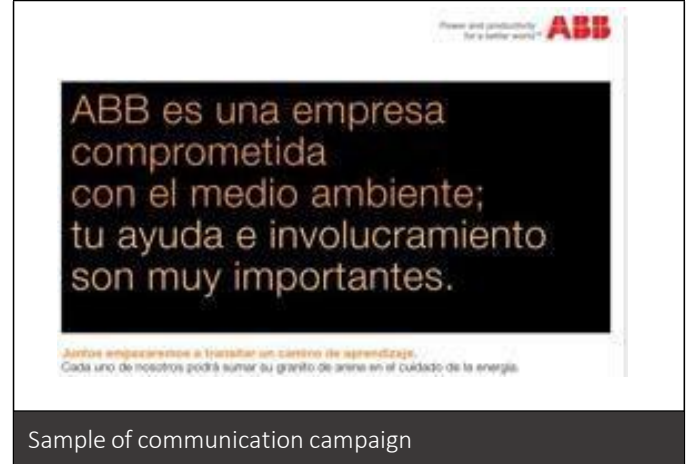 Power and productivity
for a better world™
ABB
ABB es una empresa
comprometida
con el medio ambiente;
tu ayuda e involucramiento
son muy importantes.
Juntos empezaremos a transitar un camino de aprendizaje.
Cada uno de nosotros podrá sumar su granito de arena en el cuidado de la energía.
Sample of communication campaign